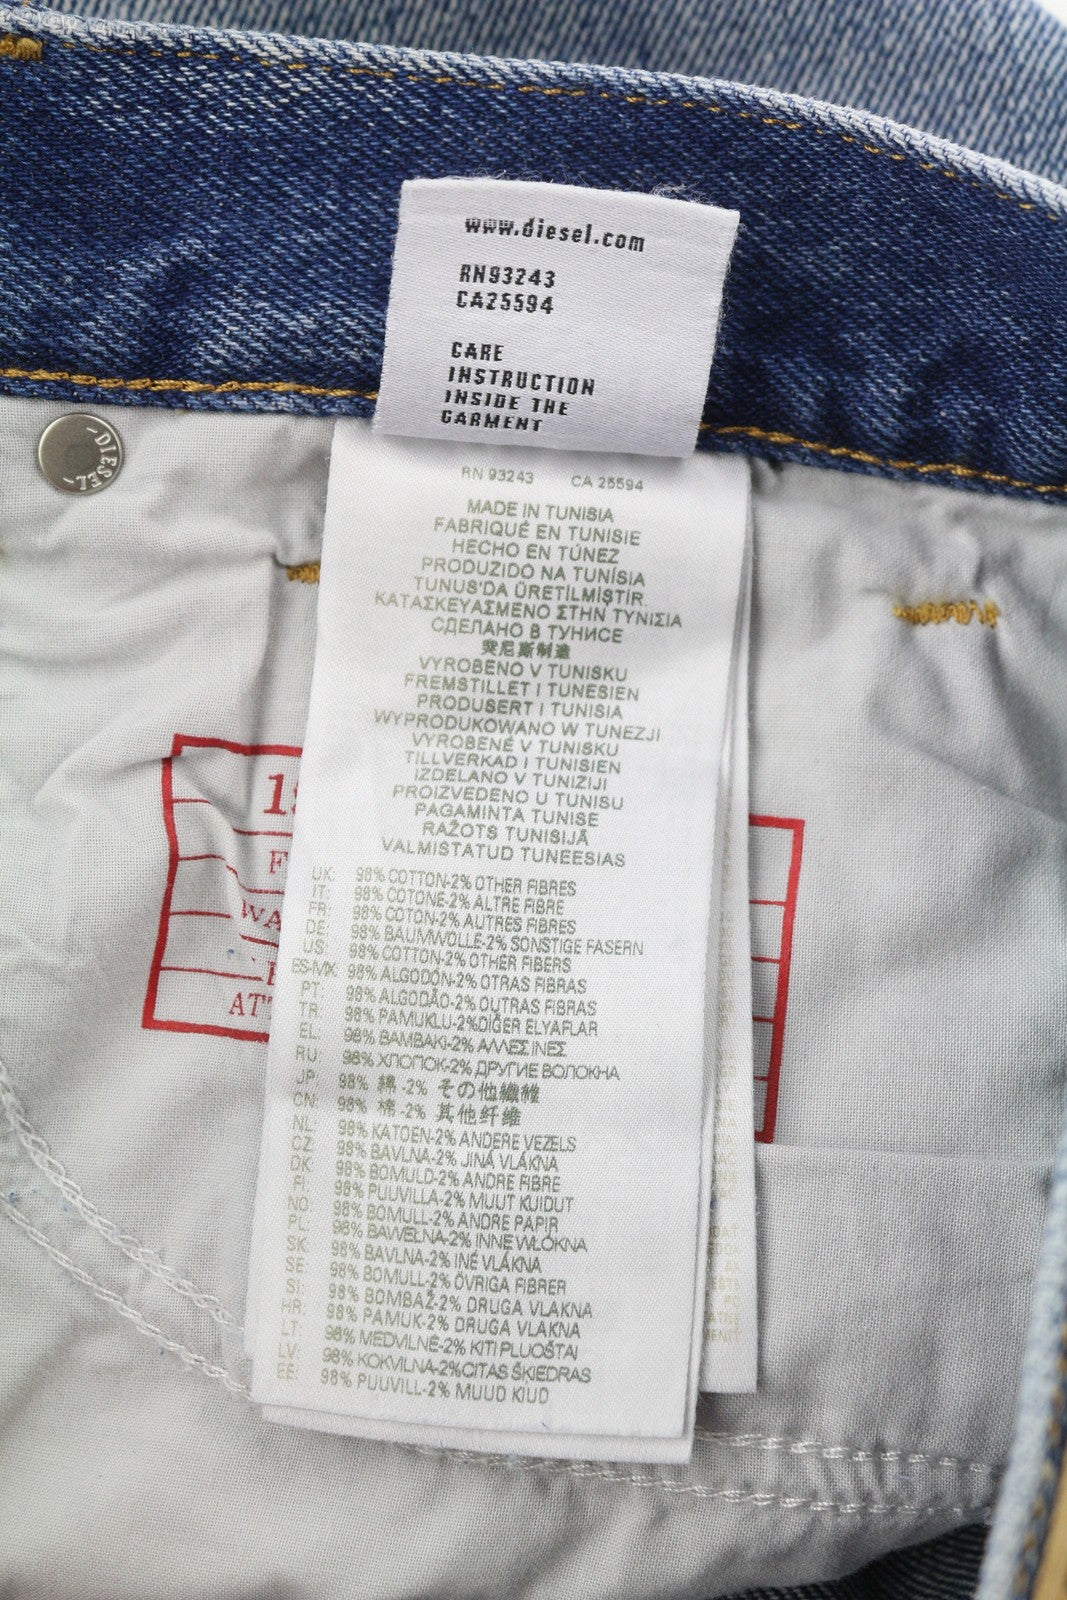 www.diesel.com
RN93243
CA25594
CARE
INSTRUCTION
INSIDE THE
GARMENT
-DIESEL-
RN 93243 CA 25594
MADE IN TUNISIA
FABRIQUÉ EN TUNISIE
HECHO EN TÚNEZ
PRODUZIDO NA TUNÍSIA
TUNUS'DA ÜRETILMIŞTIR
ΚΑΤΑΣΚΕΥΑΣΜΕΝΟ ΣΤΗΝ ΤΥΝΙΣΙΑ
СДЕЛАНО В ТУНИСЕ
突尼斯制造
VYROBENO V TUNISKU
FREMSTILLET I TUNESIEN
PRODUSERT I TUNISIA
WYPRODUKOWANO W TUNEZJI
VYROBENÉ V TUNISKU
TILLVERKAD I TUNISIEN
IZDELANO V TUNIZIJI
PROIZVEDENO U TUNISU
PAGAMINTA TUNISE
RAŽOTS TUNISIJĀ
VALMISTATUD TUNEESIAS
UK: 98% COTTON-2% OTHER FIBRES
IT: 98% COTONE-2% ALTRE FIBRE
FR: 98% COTON-2% AUTRES FIBRES
DE: 98% BAUMWOLLE-2% SONSTIGE FASERN
US: 98% COTTON-2% OTHER FIBERS
ES-MX: 98% ALGODÓN-2% OTRAS FIBRAS
PT: 98% ALGODÃO-2% OUTRAS FIBRAS
TR: 98% PAMUKLU-2%DIĞER ELYAFLAR
EL: 98% ΒΑΜΒΑΚΙ-2% ΑΛΛΕΣ ΙΝΕΣ
RU: 98% ХЛОПОК-2% ДРУГИЕ ВОЛОКНА
JP: 98% 綿 -2% その他繊維
CN: 98% 棉 -2% 其他纤维
NL: 98% KATOEN-2% ANDERE VEZELS
CZ: 98% BAVLNA-2% JINÁ VLÁKNA
DK: 98% BOMULD-2% ANDRE FIBRE
FI: 98% PUUVILLA-2% MUUT KUIDUT
NO: 98% BOMULL-2% ANDRE PAPIR
PL: 98% BAWEŁNA-2% INNE WŁÓKNA
SK: 98% BAVLNA-2% INÉ VLÁKNA
SE: 98% BOMULL-2% ÖVRIGA FIBRER
SI: 98% BOMBAŽ-2% DRUGA VLAKNA
HR: 98% PAMUK-2% DRUGA VLAKNA
LT: 98% MEDVILNĖ-2% KITI PLUOŠTAI
LV: 98% KOKVILNA-2%CITAS ŠĶIEDRAS
EE: 98% PUUVILL-2% MUUD KIUD